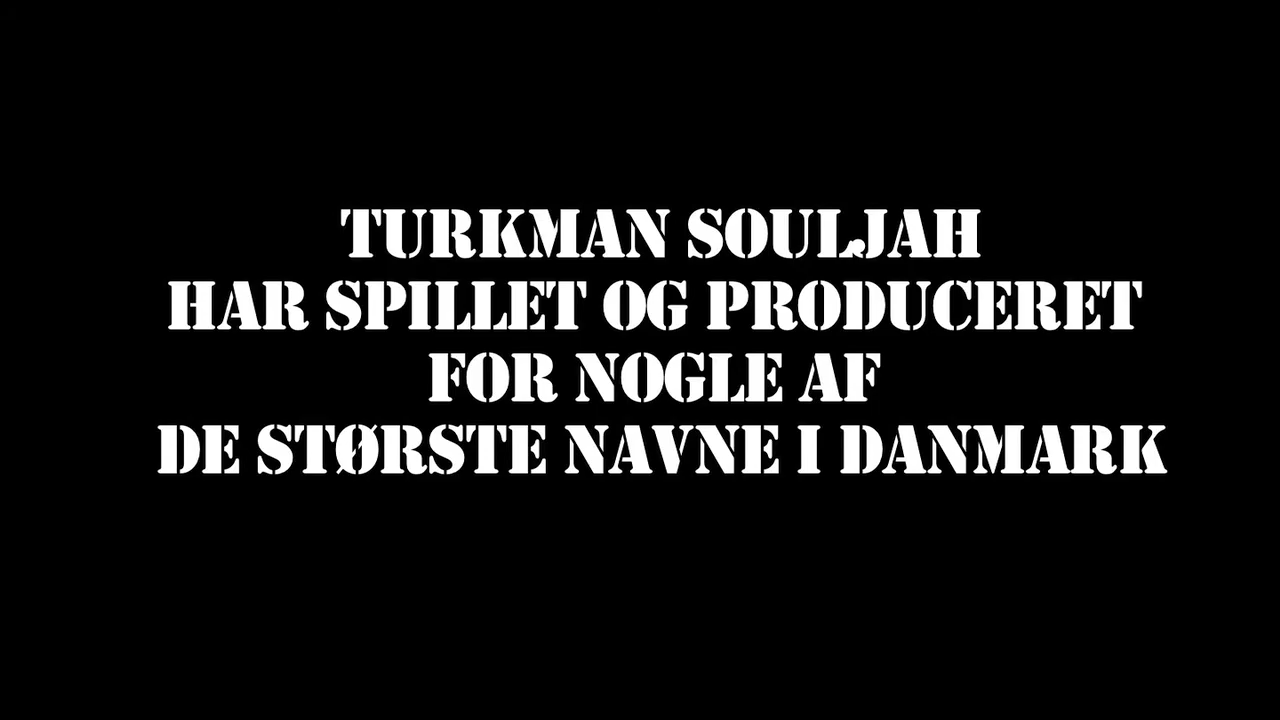 TURKMAN SOULJAH
HAR SPILLET OG PRODUCERET
FOR NOGLE AF
DE STØRSTE NAVNE I DANMARK